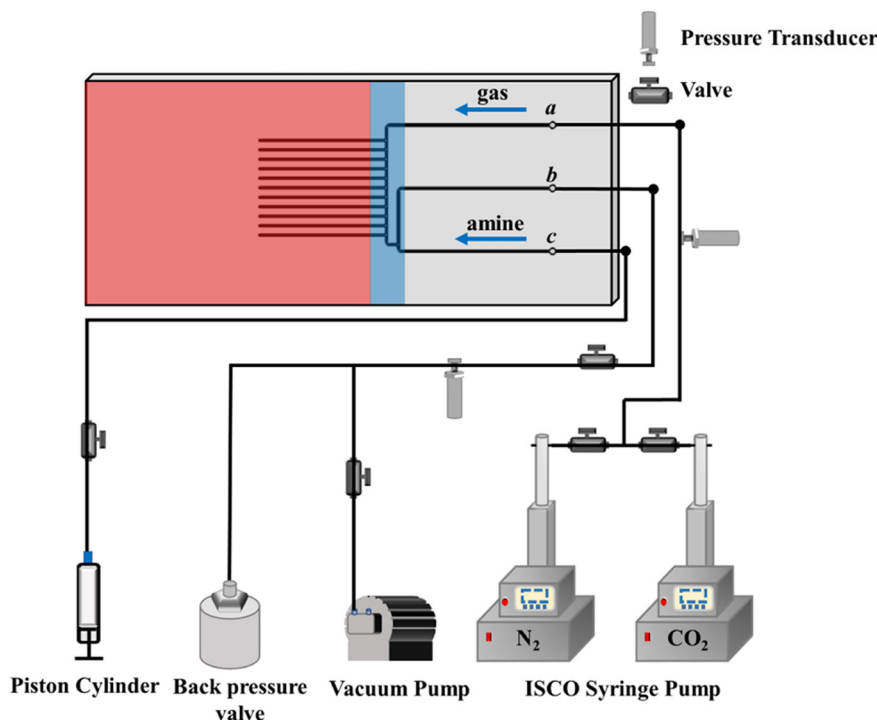 Pressure Transducer
Valve
gas
a
b
amine
c
N2
CO2
Piston Cylinder
Back pressure
valve
Vacuum Pump
ISCO Syringe Pump